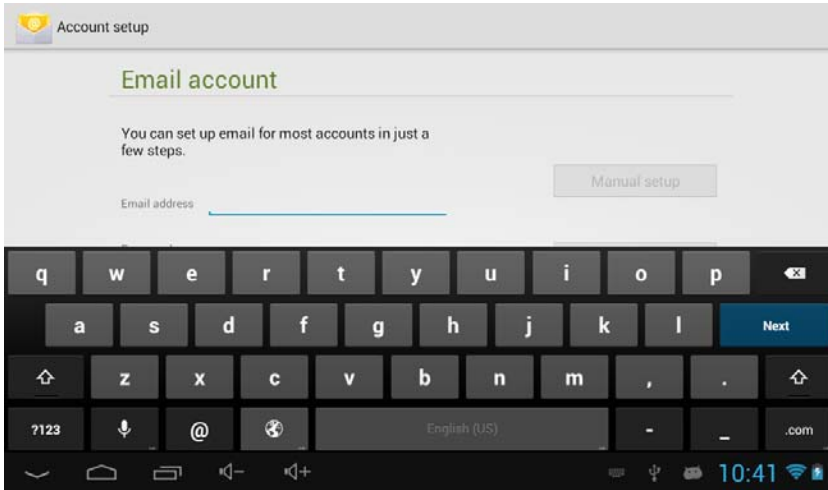 Account setup
Email account
You can set up email for most accounts in just a
few steps.
Manual setup
Email address
q w e r t y u i o p
a s d f g h j k l Next
z x c v b n m , .
?123 @ English (US) - _ .com
10:41